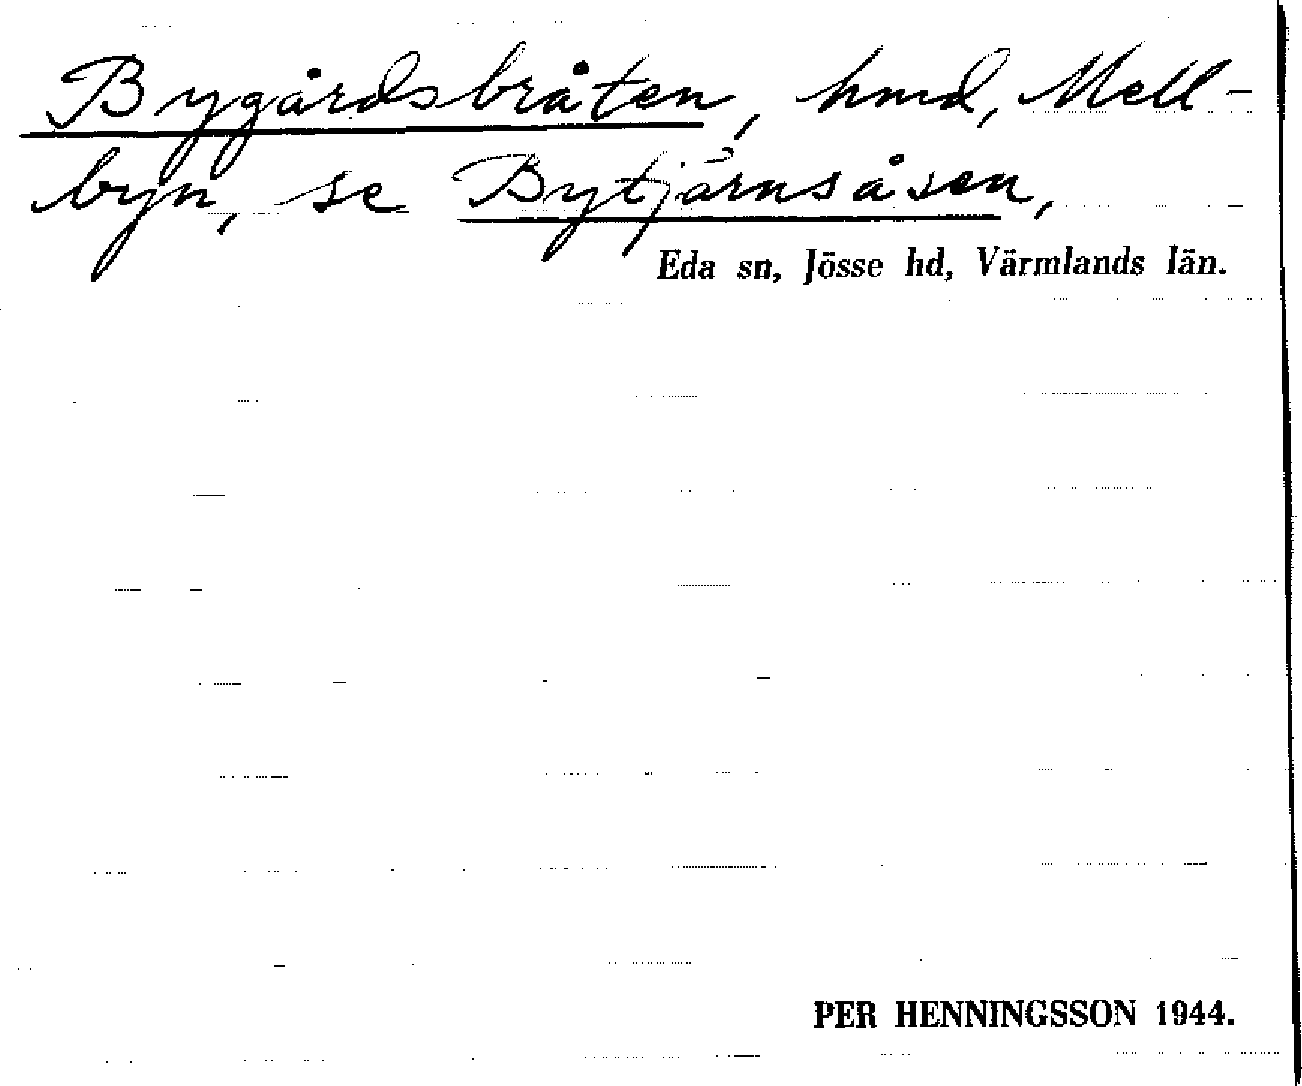 Bygårdsbråten, hmd, Mell-
byn, se Bytjärnsåsen,
Eda sn, Jösse hd, Värmlands län.
PER HENNINGSSON 1944.